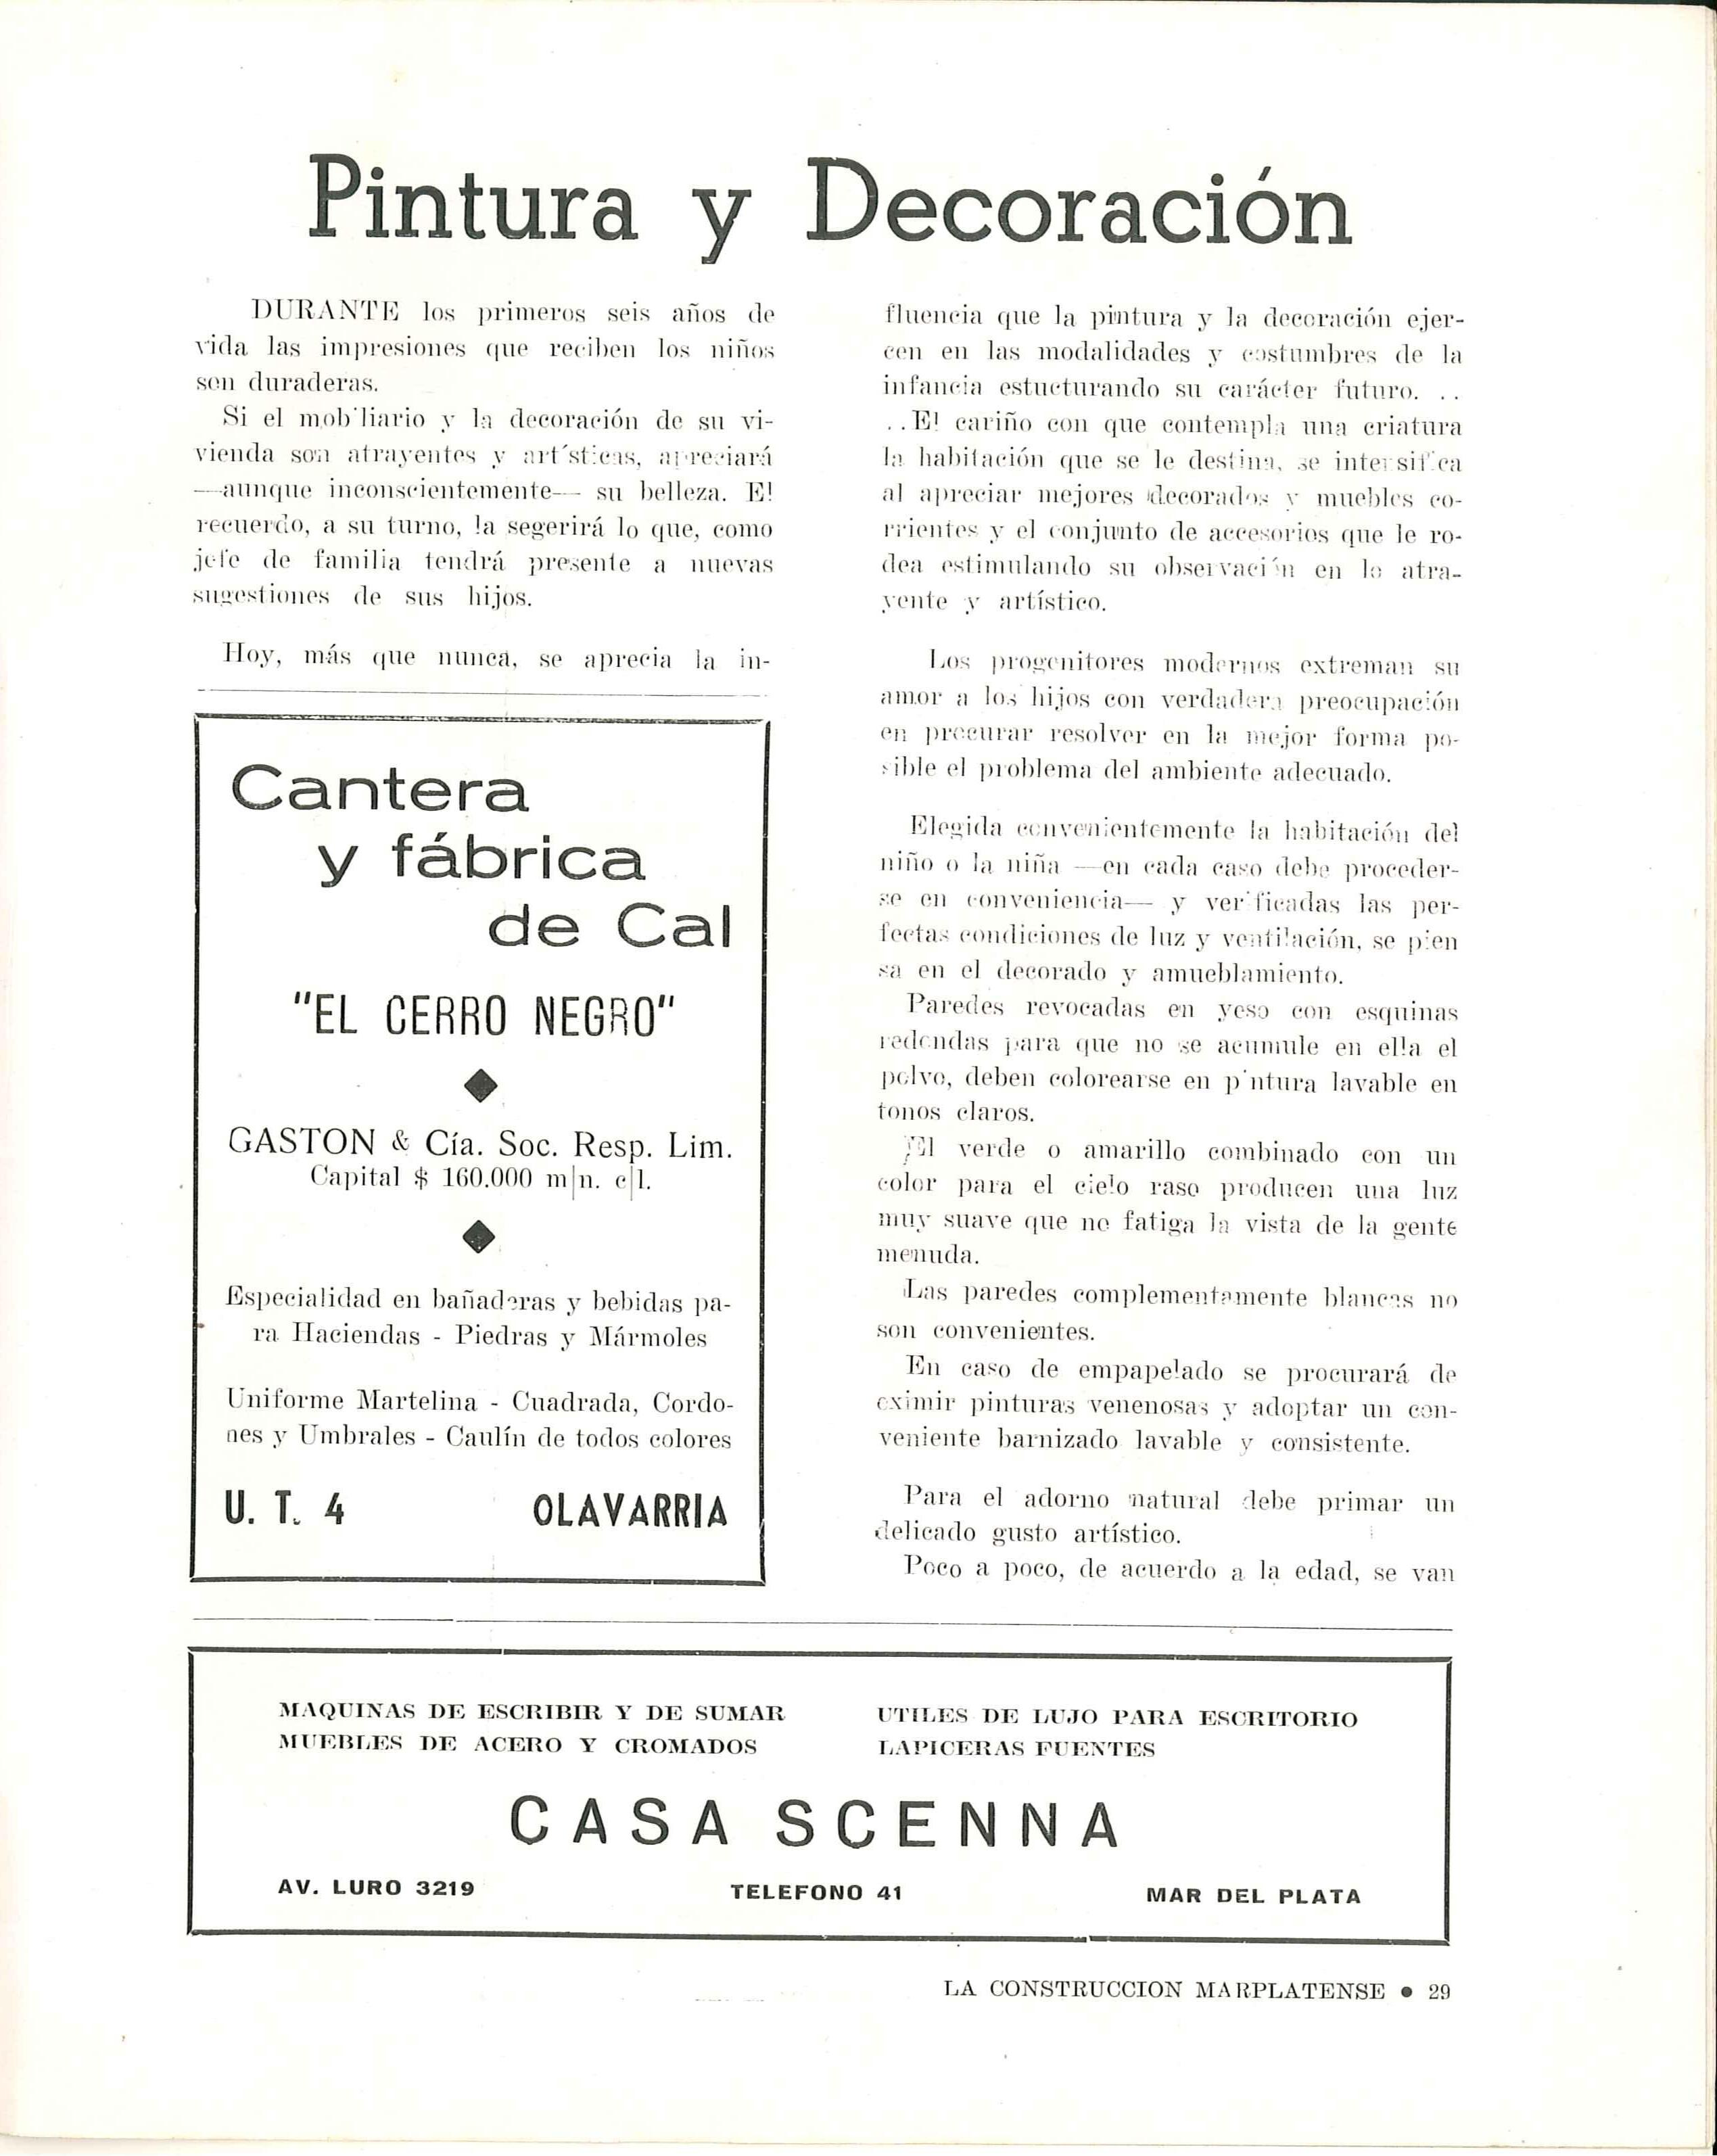 Pintura y Decoración
DURANTE los primeros seis años de
vida las impresiones que reciben los niños
son duraderas.
Si el mobiliario y la decoración de su vi-
vienda son atrayentes y artísticas, apreciará
—aunque inconscientemente— su belleza. El
recuerdo, a su turno, la segerirá lo que, como
jefe de familia tendrá presente a nuevas
sugestiones de sus hijos.
Hoy, más que nunca, se aprecia la in-
fluencia que la pintura y la decoración ejer-
cen en las modalidades y costumbres de la
infancia estucturando su carácter futuro. ..
..El cariño con que contempla una criatura
la habitación que se le destina, se intersifica
al apreciar mejores decorados y muebles co-
rrientes y el conjunto de accesorios que le ro-
dea estimulando su observación en lo atra-
yente y artístico.
Los progenitores modernos extreman su
amor a los hijos con verdadera preocupación
en procurar resolver en la mejor forma po-
sible el problema del ambiente adecuado.
Elegida convenientemente la habitación del
niño o la niña —en cada caso debe proceder-
se en conveniencia— y verificadas las per-
fectas condiciones de luz y ventilación, se pien
sa en el decorado y amueblamiento.
Paredes revocadas en yeso con esquinas
redondas para que no se acumule en ella el
polvo, deben colorearse en pintura lavable en
tonos claros.
El verde o amarillo combinado con un
color para el cielo raso producen una luz
muy suave que no fatiga la vista de la gente
menuda.
Las paredes complementamente blancas no
son convenientes.
En caso de empapelado se procurará de
eximir pinturas venenosas y adoptar un con-
veniente barnizado lavable y consistente.
Para el adorno natural debe primar un
delicado gusto artístico.
Poco a poco, de acuerdo a la edad, se van
Cantera
y fábrica
de Cal
"EL CERRO NEGRO"
GASTON & Cía. Soc. Resp. Lim.
Capital $ 160.000 m|n. c|l.
Especialidad en bañaderas y bebidas pa-
ra Haciendas - Piedras y Mármoles
Uniforme Martelina - Cuadrada, Cordo-
nes y Umbrales - Caulín de todos colores
U. T. 4 OLAVARRIA
MAQUINAS DE ESCRIBIR Y DE SUMAR
MUEBLES DE ACERO Y CROMADOS
UTILES DE LUJO PARA ESCRITORIO
LAPICERAS FUENTES
CASA SCENNA
AV. LURO 3219 TELEFONO 41 MAR DEL PLATA
LA CONSTRUCCION MARPLATENSE • 29